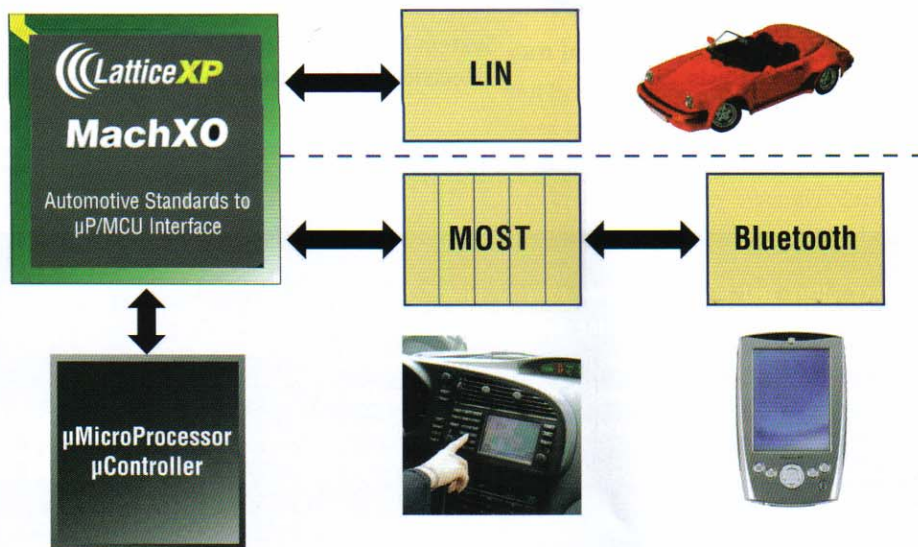 LatticeXP
MachXO
Automotive Standards to
µP/MCU Interface
LIN
MOST
Bluetooth
µMicroProcessor
µController